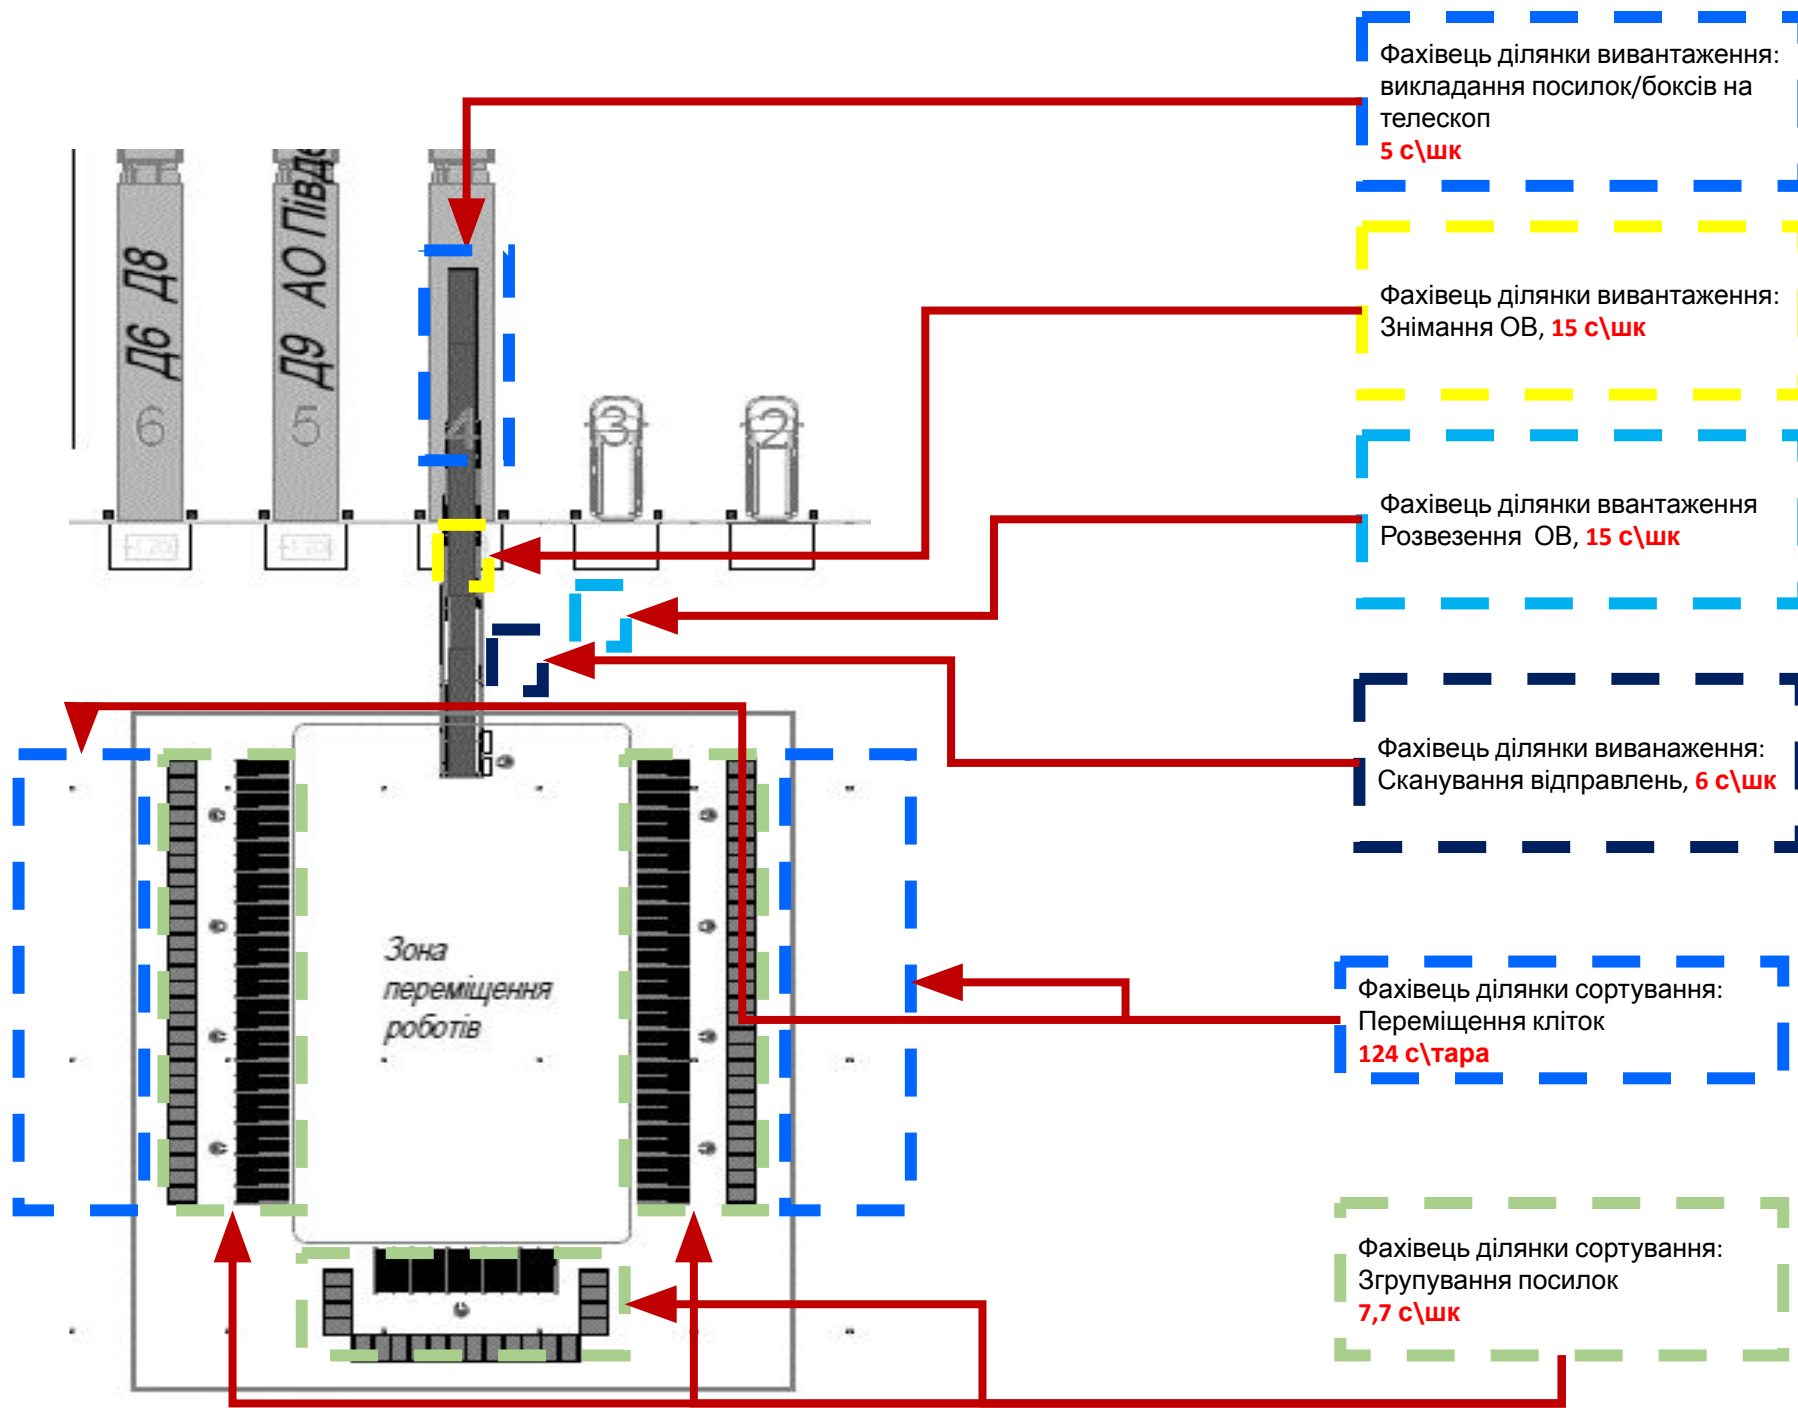 Фахівець ділянки вивантаження:
викладання посилок/боксів на
телескоп
5 с\шк
Фахівець ділянки вивантаження:
Знімання ОВ, 15 с\шк
Фахівець ділянки ввантаження
Розвезення ОВ, 15 с\шк
Фахівець ділянки виванаження:
Сканування відправлень, 6 с\шк
Фахівець ділянки сортування:
Переміщення кліток
124 с\тара
Фахівець ділянки сортування:
Згрупування посилок
7,7 с\шк
Д6 Д8
6
Д9 АО Півде
5
4
3
2
Зона
переміщення
роботів